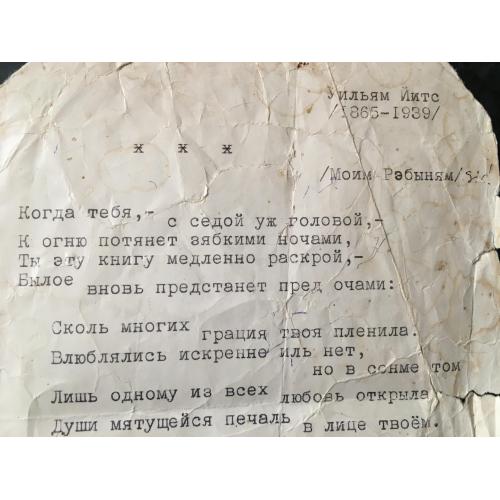 Уильям Йитс
/1865-1939/
х х х
/Моим Рэбыням/
Когда тебя,- с седой уж головой,-
К огню потянет зябкими ночами,
Ты эту книгу медленно раскрой,-
Былое вновь предстанет пред очами:
Сколь многих грация твоя пленила.
Влюблялись искренне иль нет,
но в сонме том
Лишь одному из всех любовь открыла
Души мятущейся печаль в лице твоём.